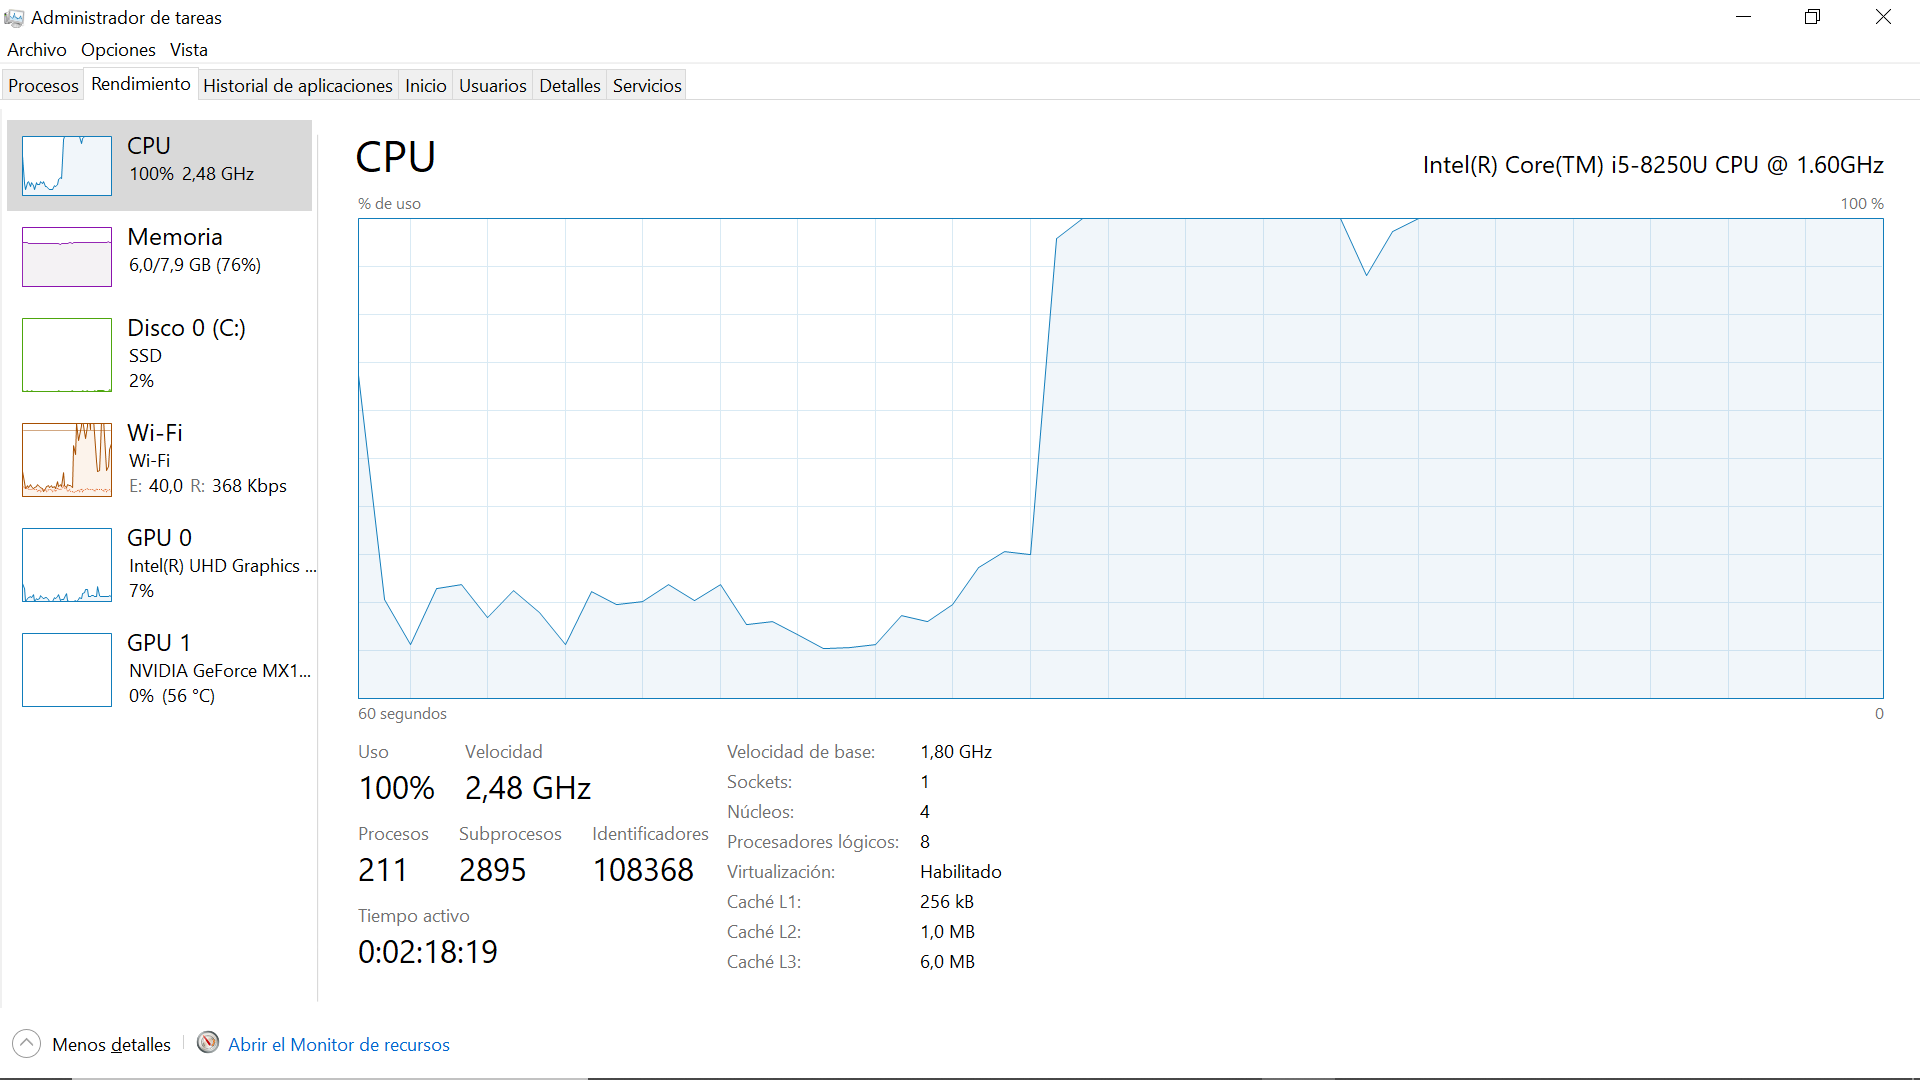 Administrador de tareas
Archivo Opciones Vista
Procesos Rendimiento Historial de aplicaciones Inicio Usuarios Detalles Servicios
CPU
100% 2,48 GHz
Memoria
6,0/7,9 GB (76%)
Disco 0 (C:)
SSD
2%
Wi-Fi
Wi-Fi
E: 40,0 R: 368 Kbps
GPU 0
Intel(R) UHD Graphics ...
7%
GPU 1
NVIDIA GeForce MX1...
0% (56 °C)
CPU
Intel(R) Core(TM) i5-8250U CPU @ 1.60GHz
% de uso 100 %
60 segundos 0
Uso Velocidad
100% 2,48 GHz
Procesos Subprocesos Identificadores
211 2895 108368
Tiempo activo
0:02:18:19
Velocidad de base: 1,80 GHz
Sockets: 1
Núcleos: 4
Procesadores lógicos: 8
Virtualización: Habilitado
Caché L1: 256 kB
Caché L2: 1,0 MB
Caché L3: 6,0 MB
Menos detalles Abrir el Monitor de recursos